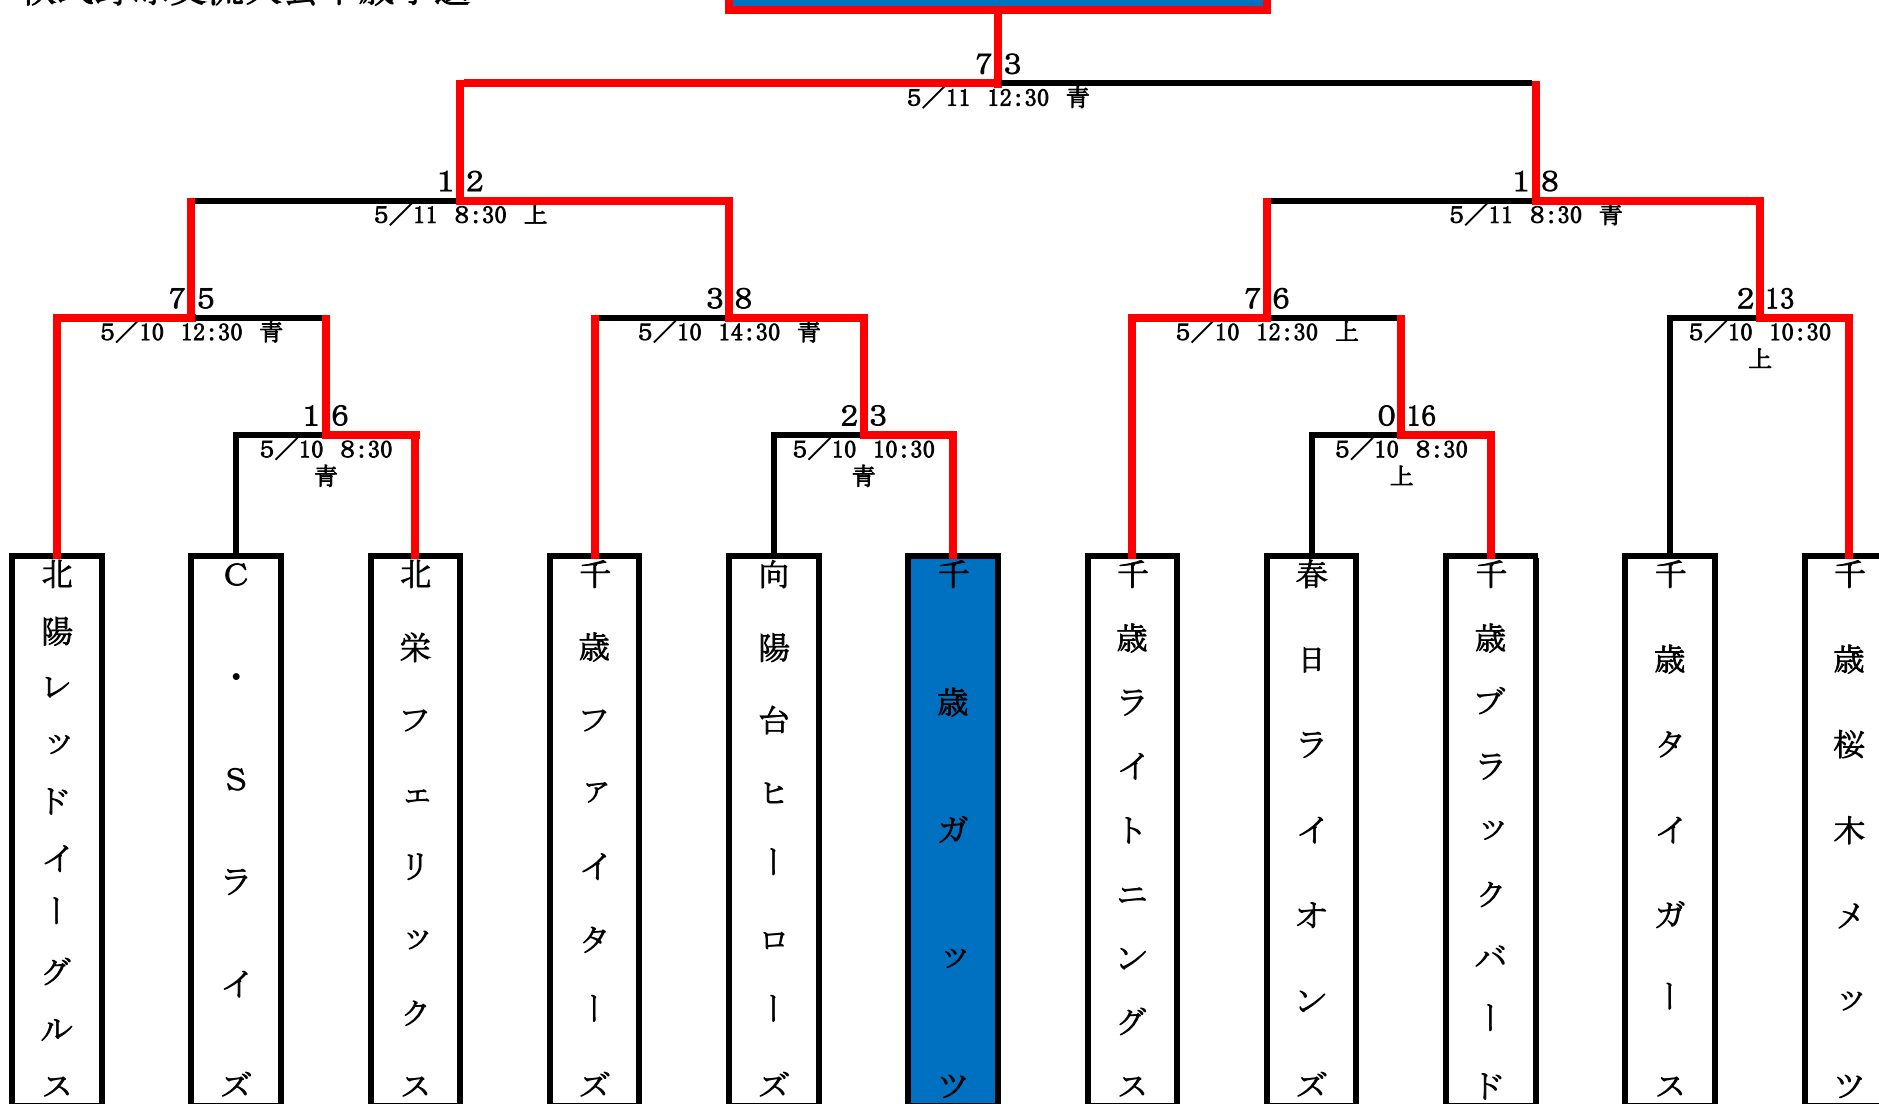 7 3
5／11 12:30 青
1 2
5／11 8:30 上
1 8
5／11 8:30 青
7 5
5／10 12:30 青
3 8
5／10 14:30 青
7 6
5／10 12:30 上
2 13
5／10 10:30
上
1 6
5／10 8:30
青
2 3
5／10 10:30
青
0 16
5／10 8:30
上
北陽レッドイーグルス
C・Sライズ
北栄フェリックス
千歳ファイターズ
向陽台ヒーローズ
千歳ガッツ
千歳ライトニングス
春日ライオンズ
千歳ブラックバード
千歳タイガース
千歳桜木メッツ